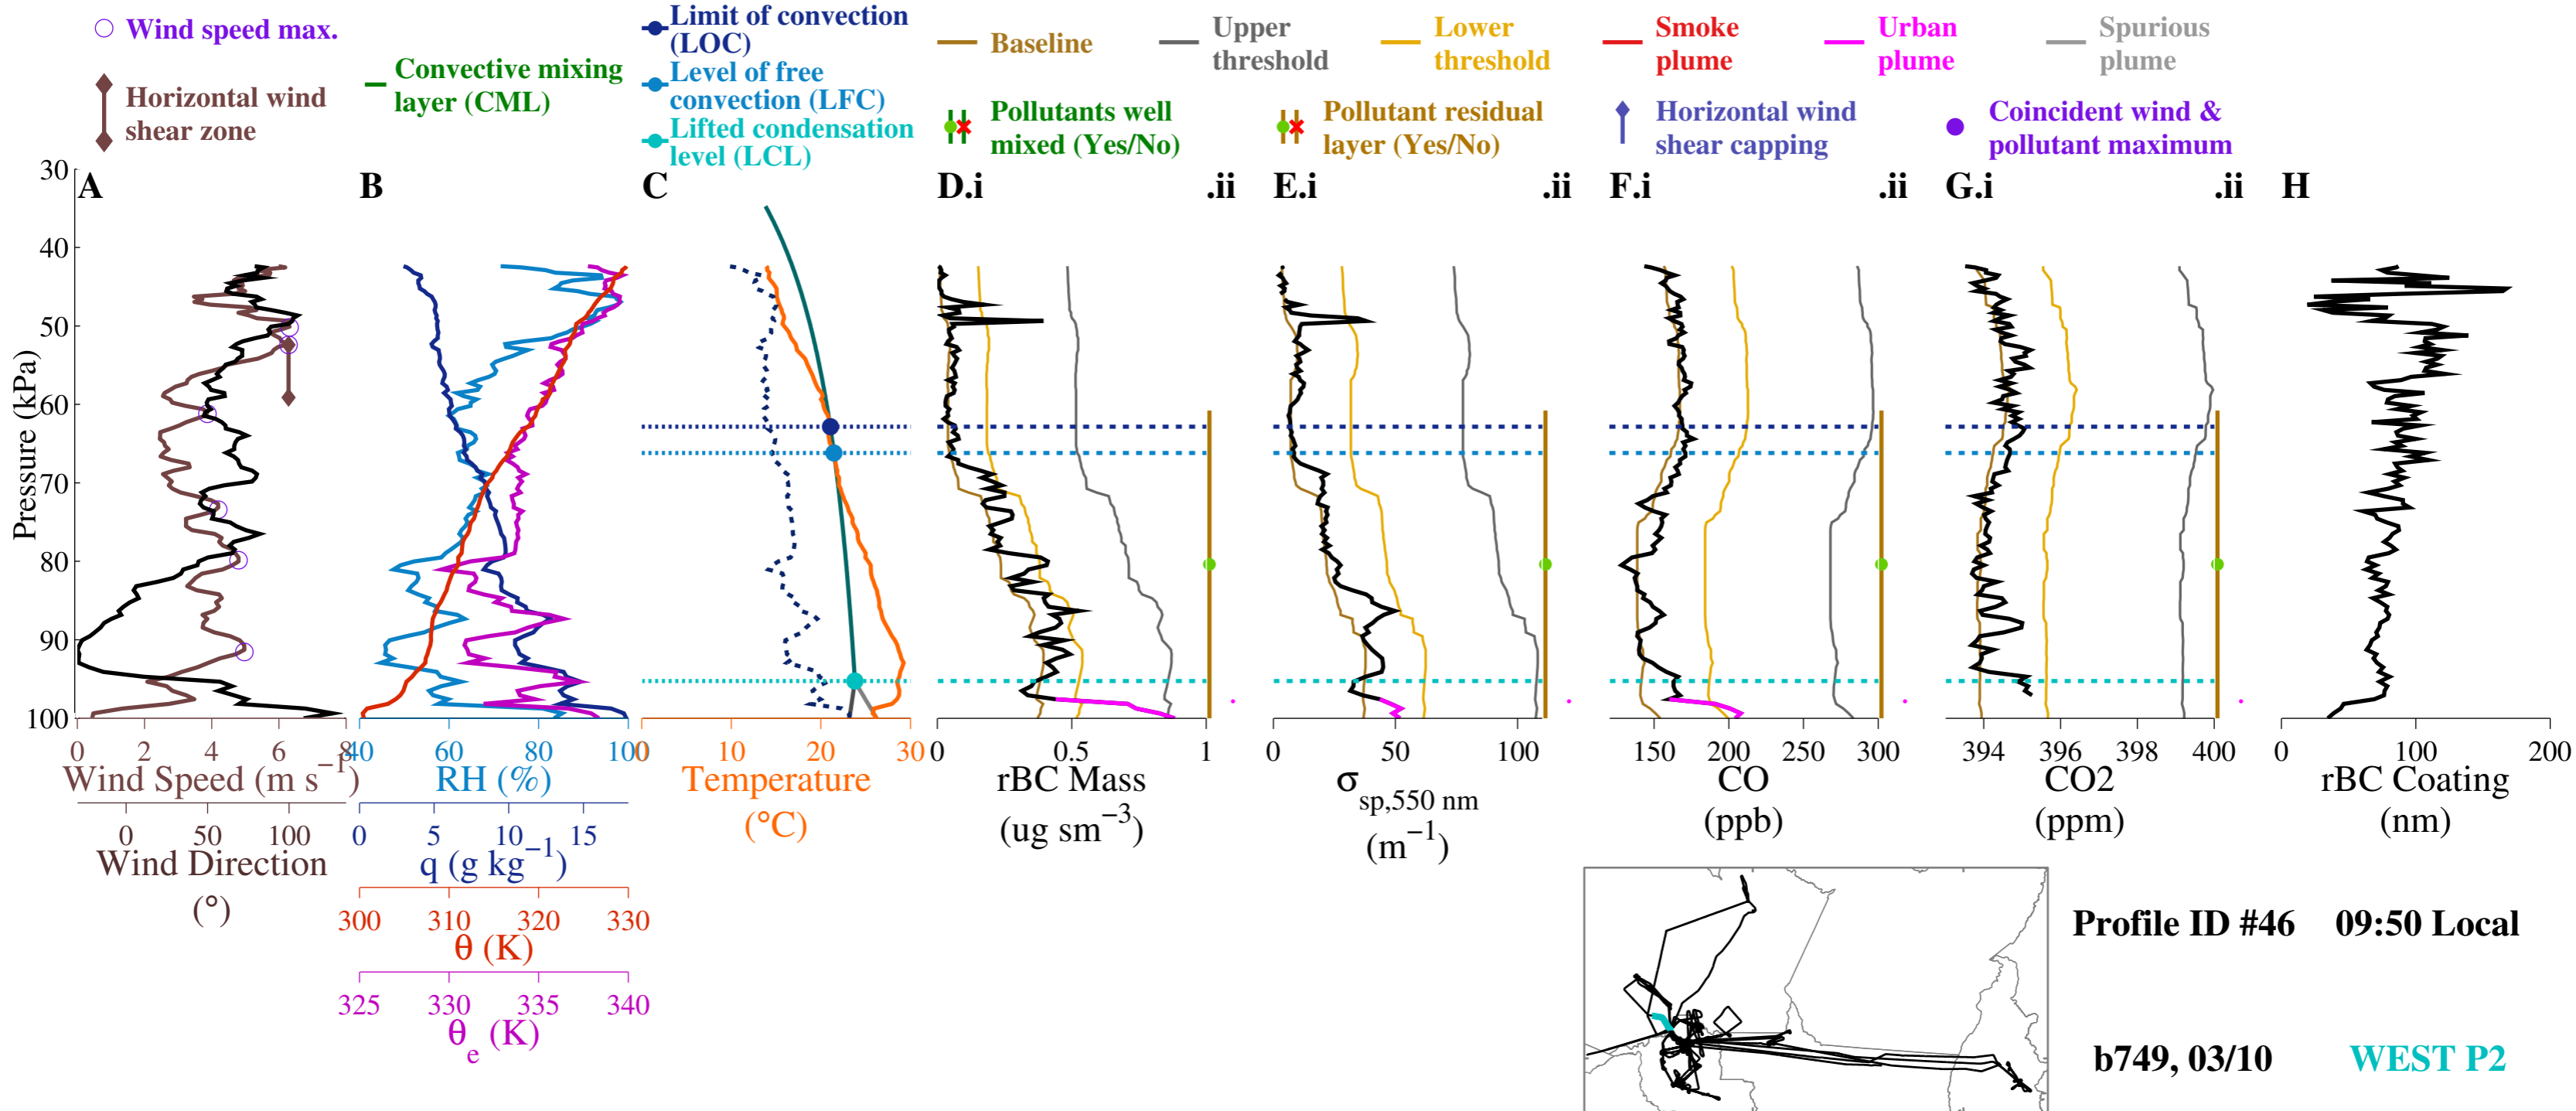 Wind speed max.
Horizontal wind
shear zone
Convective mixing
layer (CML)
Limit of convection
(LOC)
Level of free
convection (LFC)
Lifted condensation
level (LCL)
Baseline
Upper
threshold
Lower
threshold
Smoke
plume
Urban
plume
Spurious
plume
Pollutants well
mixed (Yes/No)
Pollutant residual
layer (Yes/No)
Horizontal wind
shear capping
Coincident wind &
pollutant maximum
A B C D.i .ii E.i .ii F.i .ii G.i .ii H
Pressure (kPa)
30
40
50
60
70
80
90
100
0 2 4 6 8
Wind Speed (m s−1)
0 50 100
Wind Direction
(°)
40 60 80 100
RH (%)
0 5 10 15
q (g kg−1)
300 310 320 330
θ (K)
325 330 335 340
θe (K)
0 10 20 30
Temperature
(°C)
0 0.5 1
rBC Mass
(ug sm−3)
0 50 100
σsp,550 nm
(m−1)
150 200 250 300
CO
(ppb)
394 396 398 400
CO2
(ppm)
0 100 200
rBC Coating
(nm)
Profile ID #46 09:50 Local
b749, 03/10 WEST P2